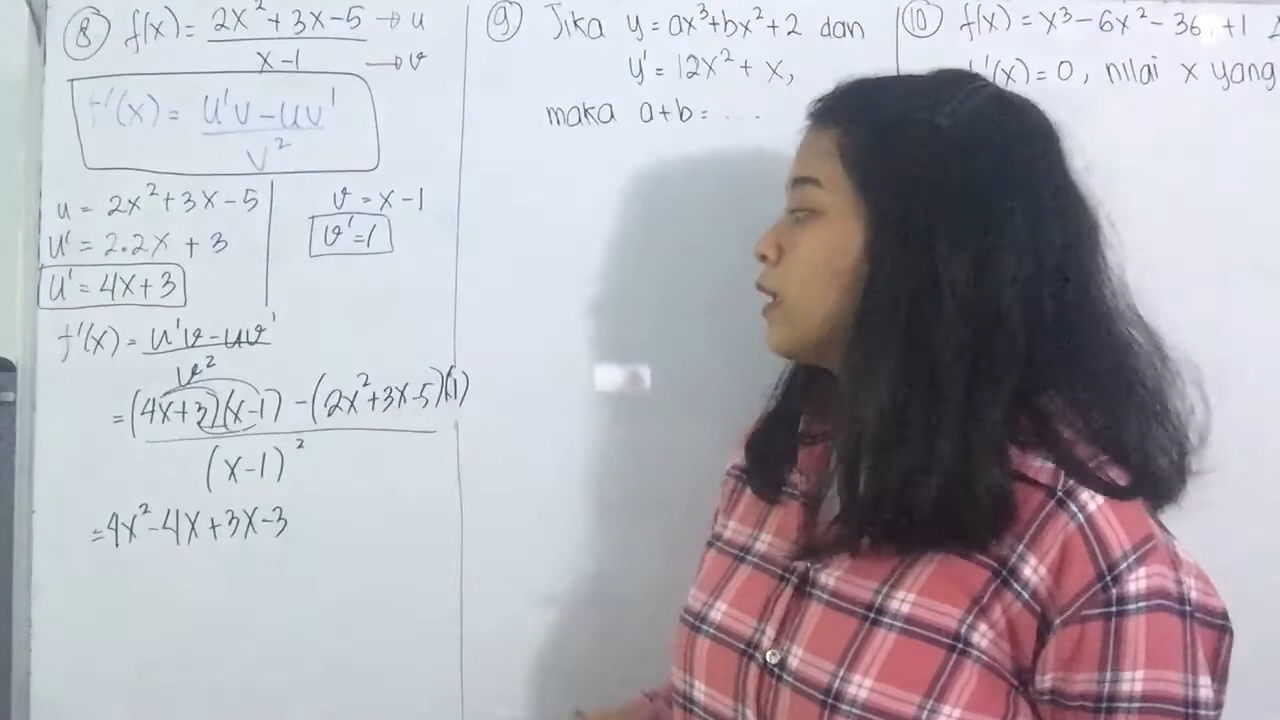 ⑧ f(x) = 2x² + 3x - 5 → u
x - 1 → v
f'(x) = u'v - uv'
v²
u = 2x² + 3x - 5
u' = 2.2x + 3
u' = 4x + 3
v = x - 1
v' = 1
f'(x) = u'v - uv'
v²
= (4x+3)(x-1) - (2x²+3x-5)(1)
(x-1)²
= 4x² - 4x + 3x - 3
⑨ Jika y = ax³ + bx² + 2 dan
y' = 12x² + x,
maka a+b = ...
⑩ f(x) = x³ - 6x² - 36 +1
f'(x) = 0, nilai x yang